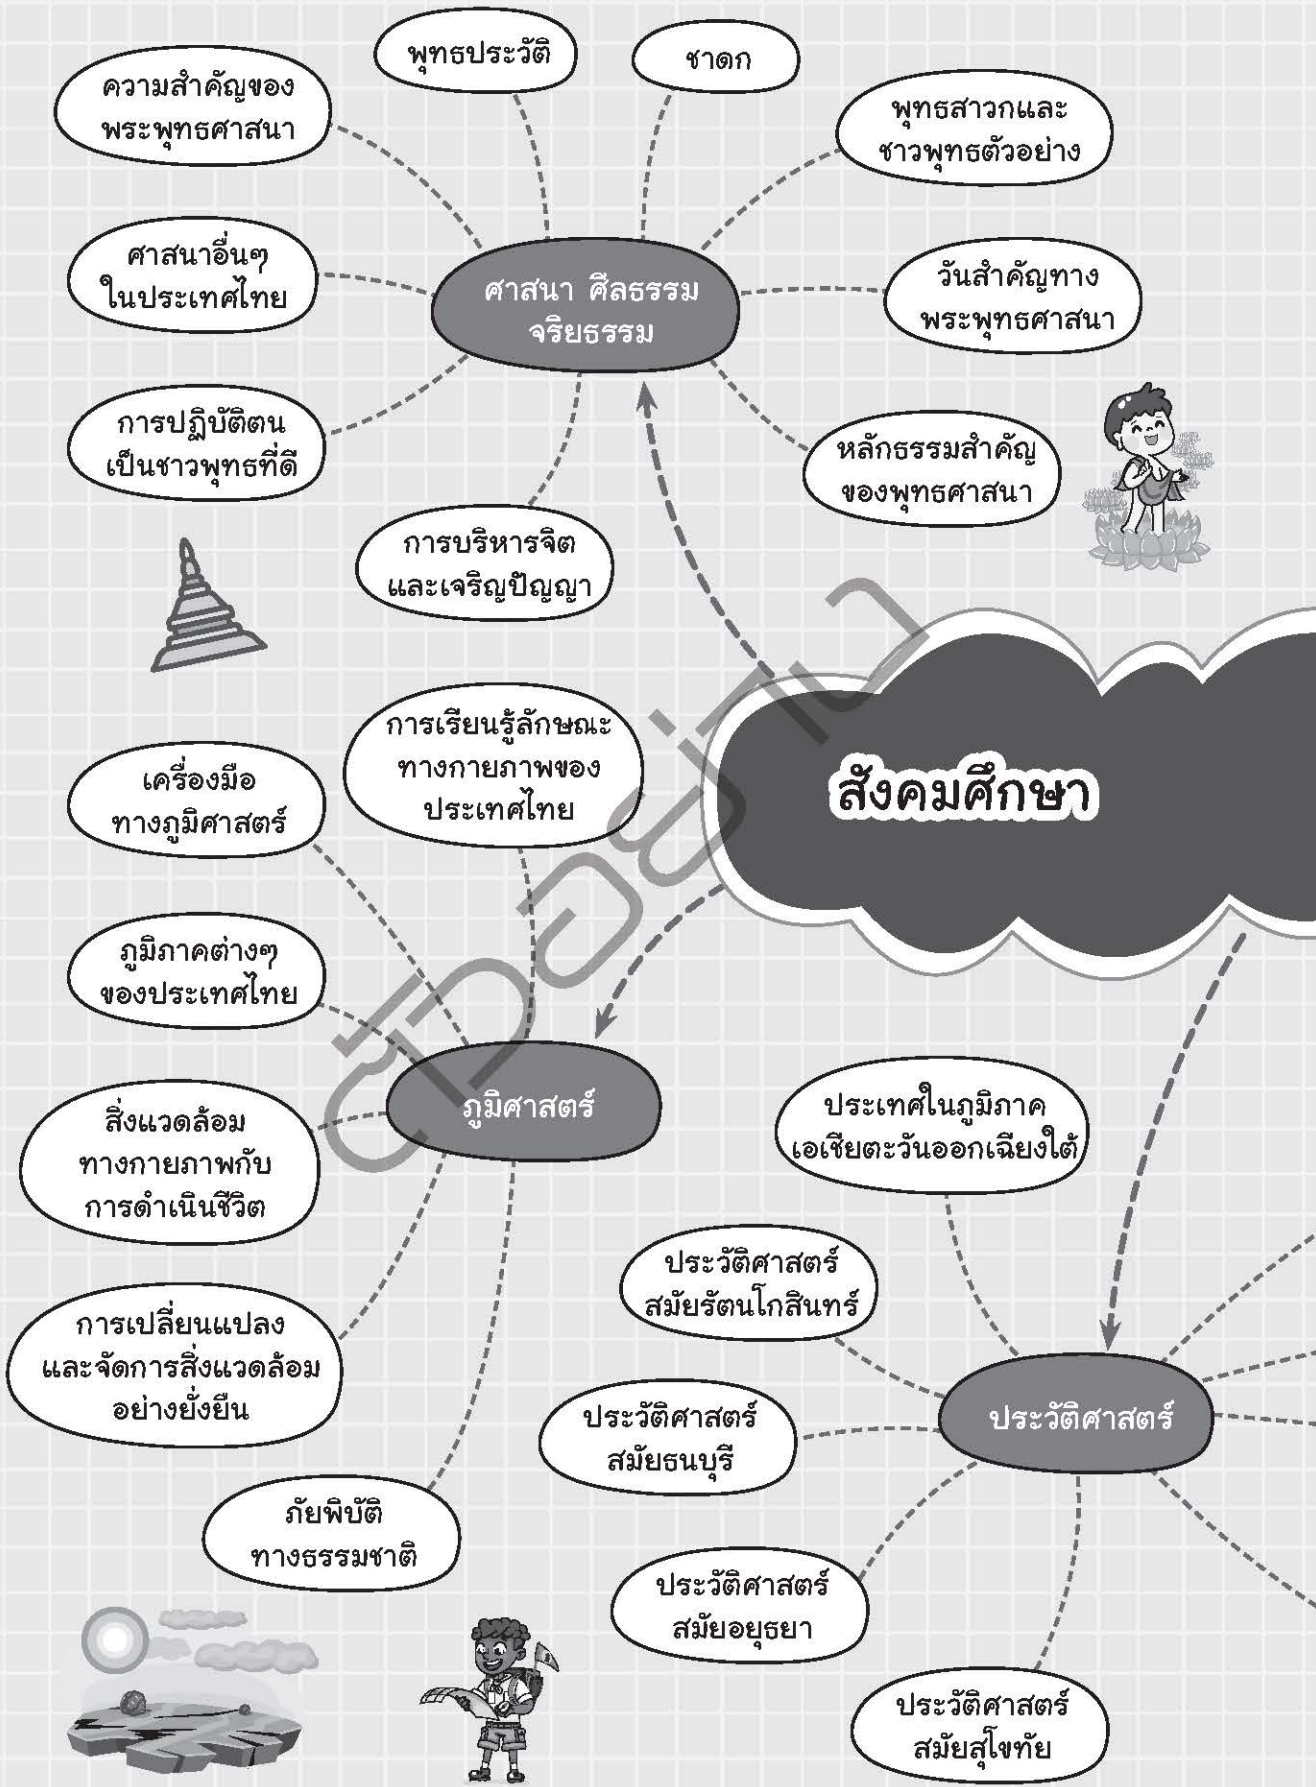 พุทธประวัติ
ชาดก
ความสำคัญของ
พระพุทธศาสนา
พุทธสาวกและ
ชาวพุทธตัวอย่าง
ศาสนาอื่นๆ
ในประเทศไทย
ศาสนา ศีลธรรม
จริยธรรม
วันสำคัญทาง
พระพุทธศาสนา
การปฏิบัติตน
เป็นชาวพุทธที่ดี
หลักธรรมสำคัญ
ของพุทธศาสนา
การบริหารจิต
และเจริญปัญญา
สังคมศึกษา
การเรียนรู้ลักษณะ
ทางกายภาพของ
ประเทศไทย
เครื่องมือ
ทางภูมิศาสตร์
ภูมิภาคต่างๆ
ของประเทศไทย
ภูมิศาสตร์
สิ่งแวดล้อม
ทางกายภาพกับ
การดำเนินชีวิต
การเปลี่ยนแปลง
และจัดการสิ่งแวดล้อม
อย่างยั่งยืน
ภัยพิบัติ
ทางธรรมชาติ
ประเทศในภูมิภาค
เอเชียตะวันออกเฉียงใต้
ประวัติศาสตร์
สมัยรัตนโกสินทร์
ประวัติศาสตร์
ประวัติศาสตร์
สมัยธนบุรี
ประวัติศาสตร์
สมัยอยุธยา
ประวัติศาสตร์
สมัยสุโขทัย
ตัวอย่าง